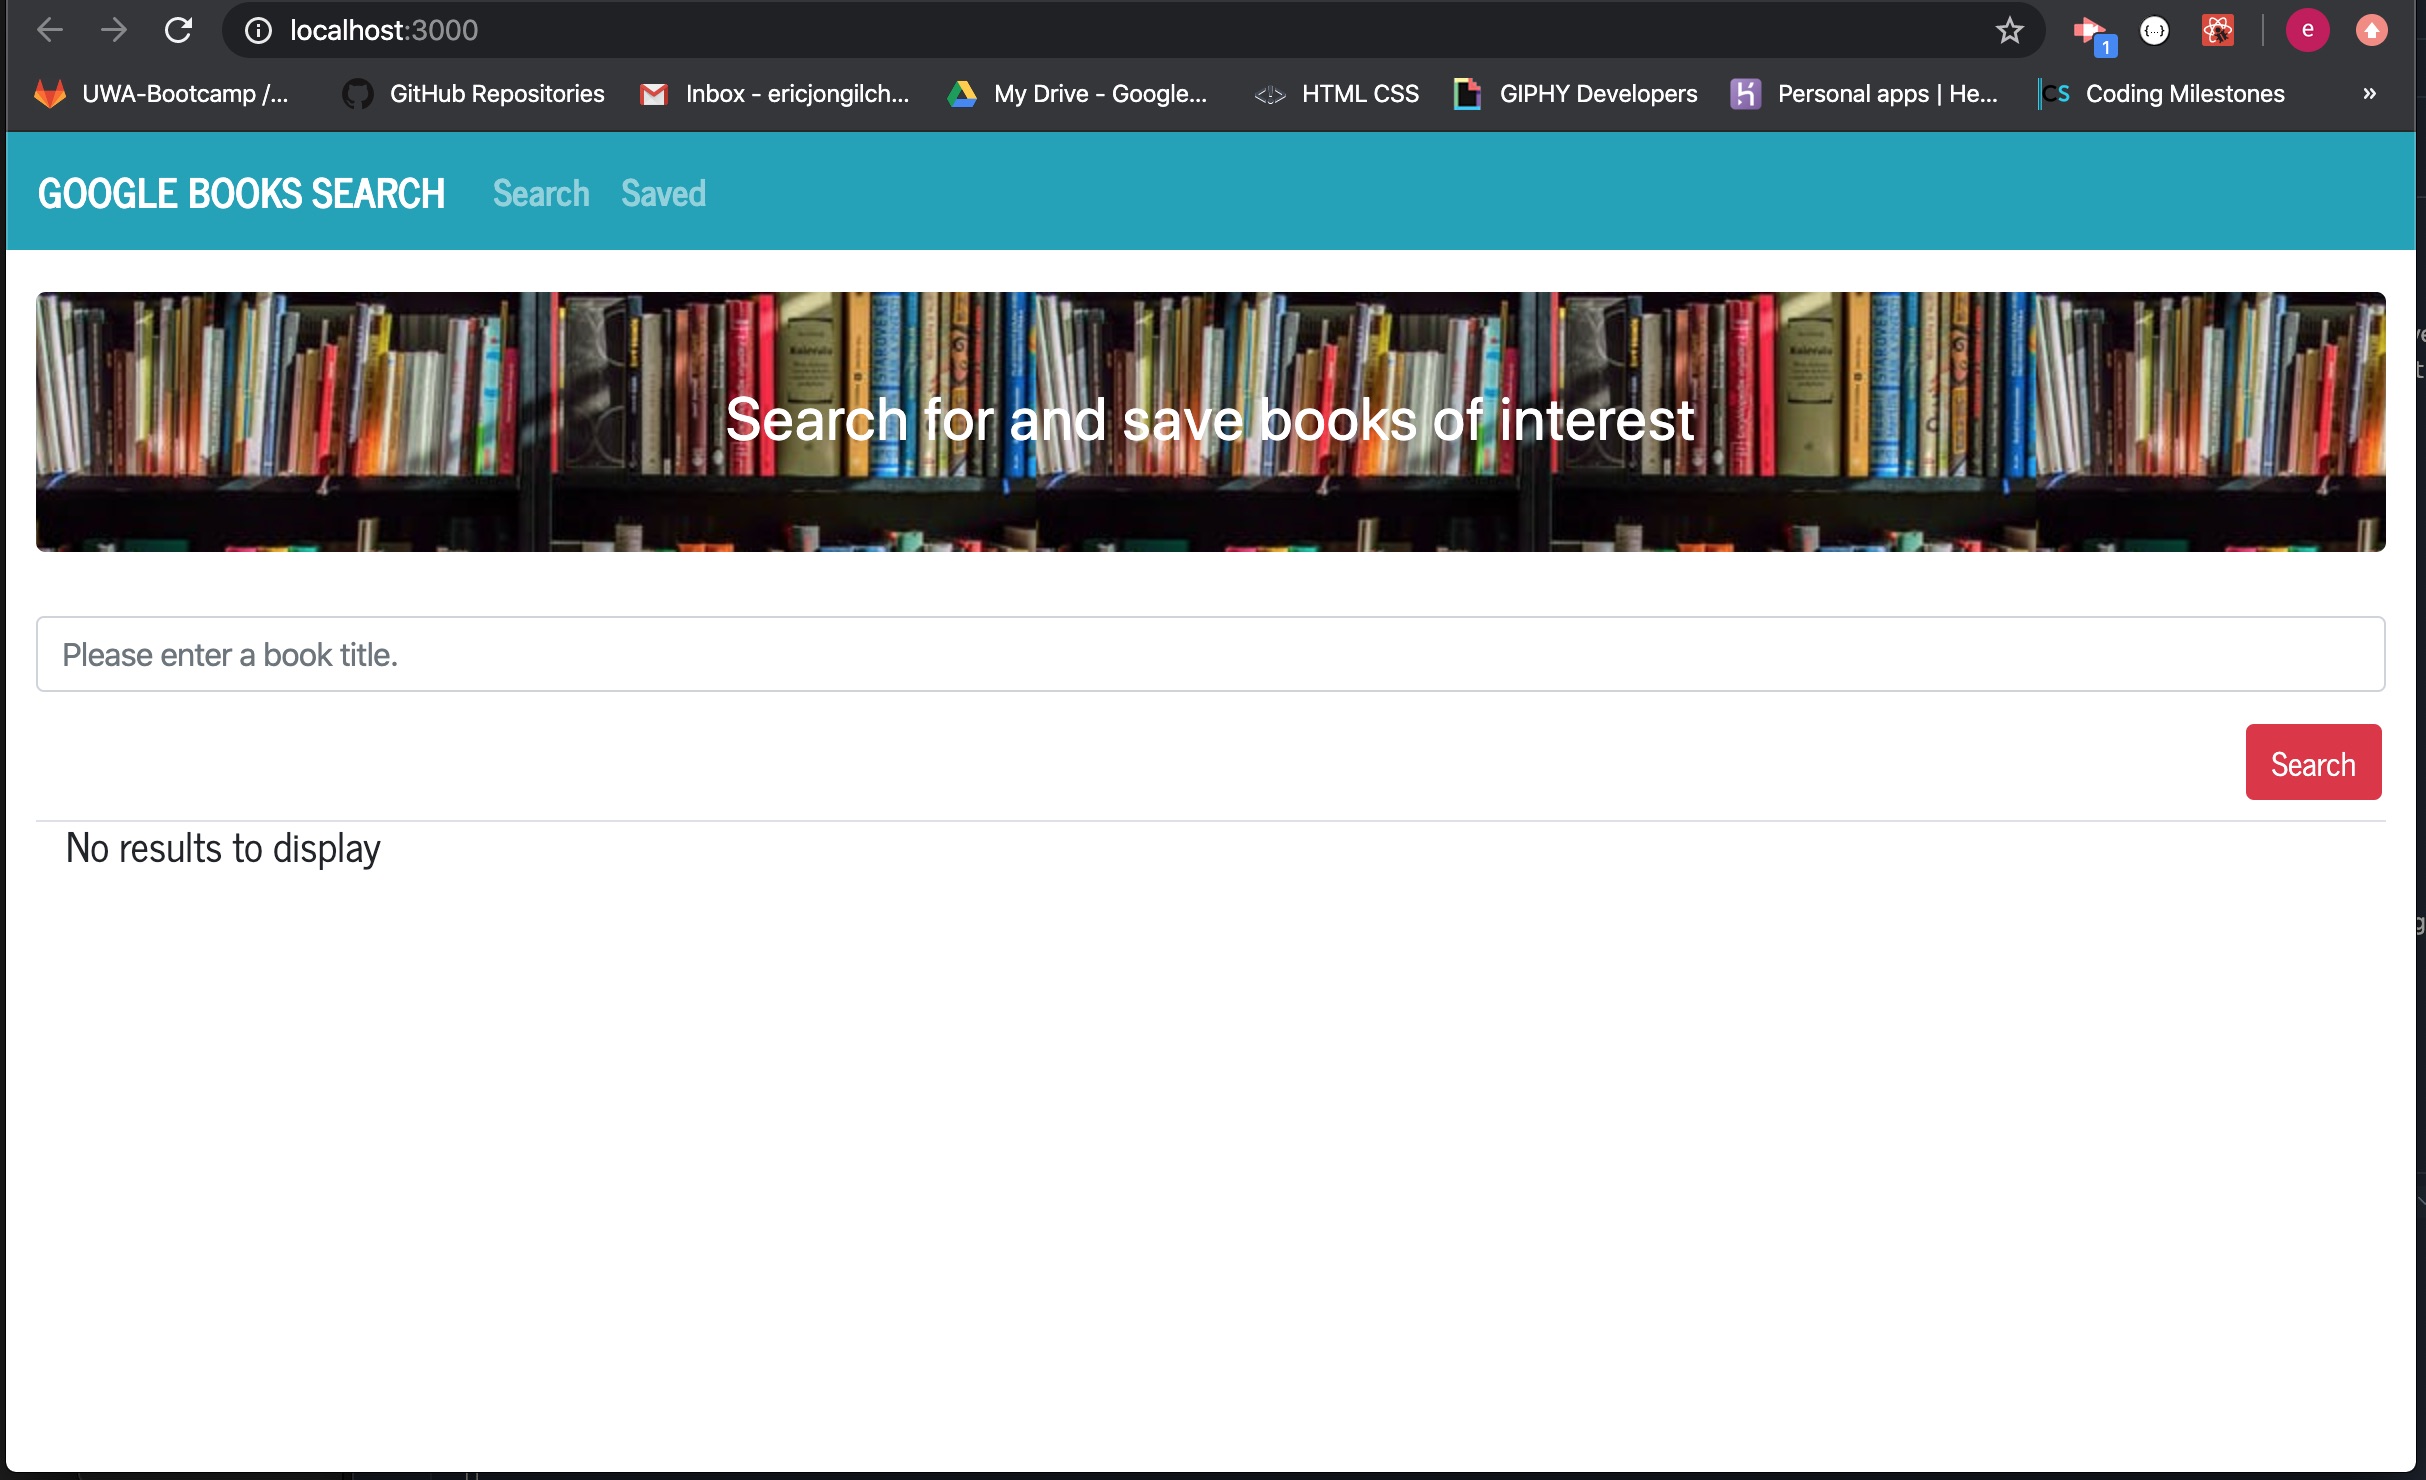 localhost:3000
1
e
UWA-Bootcamp /...
GitHub Repositories
Inbox - ericjongilch...
My Drive - Google...
HTML CSS
GIPHY Developers
Personal apps | He...
CS
Coding Milestones
»
GOOGLE BOOKS SEARCH
Search
Saved
Search for and save books of interest
Please enter a book title.
Search
No results to display